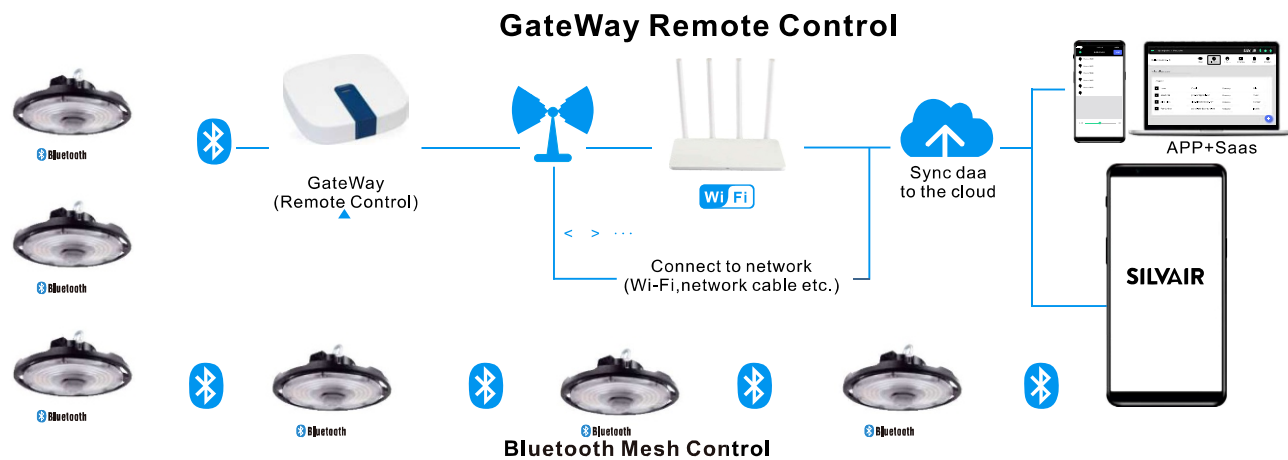 GateWay Remote Control
Bluetooth
GateWay
(Remote Control)
Wi Fi
Sync daa
to the cloud
APP+Saas
Bluetooth
< > ···
Connect to network
(Wi-Fi,network cable etc.)
SILVAIR
Bluetooth
Bluetooth
Bluetooth
Bluetooth
Bluetooth Mesh Control